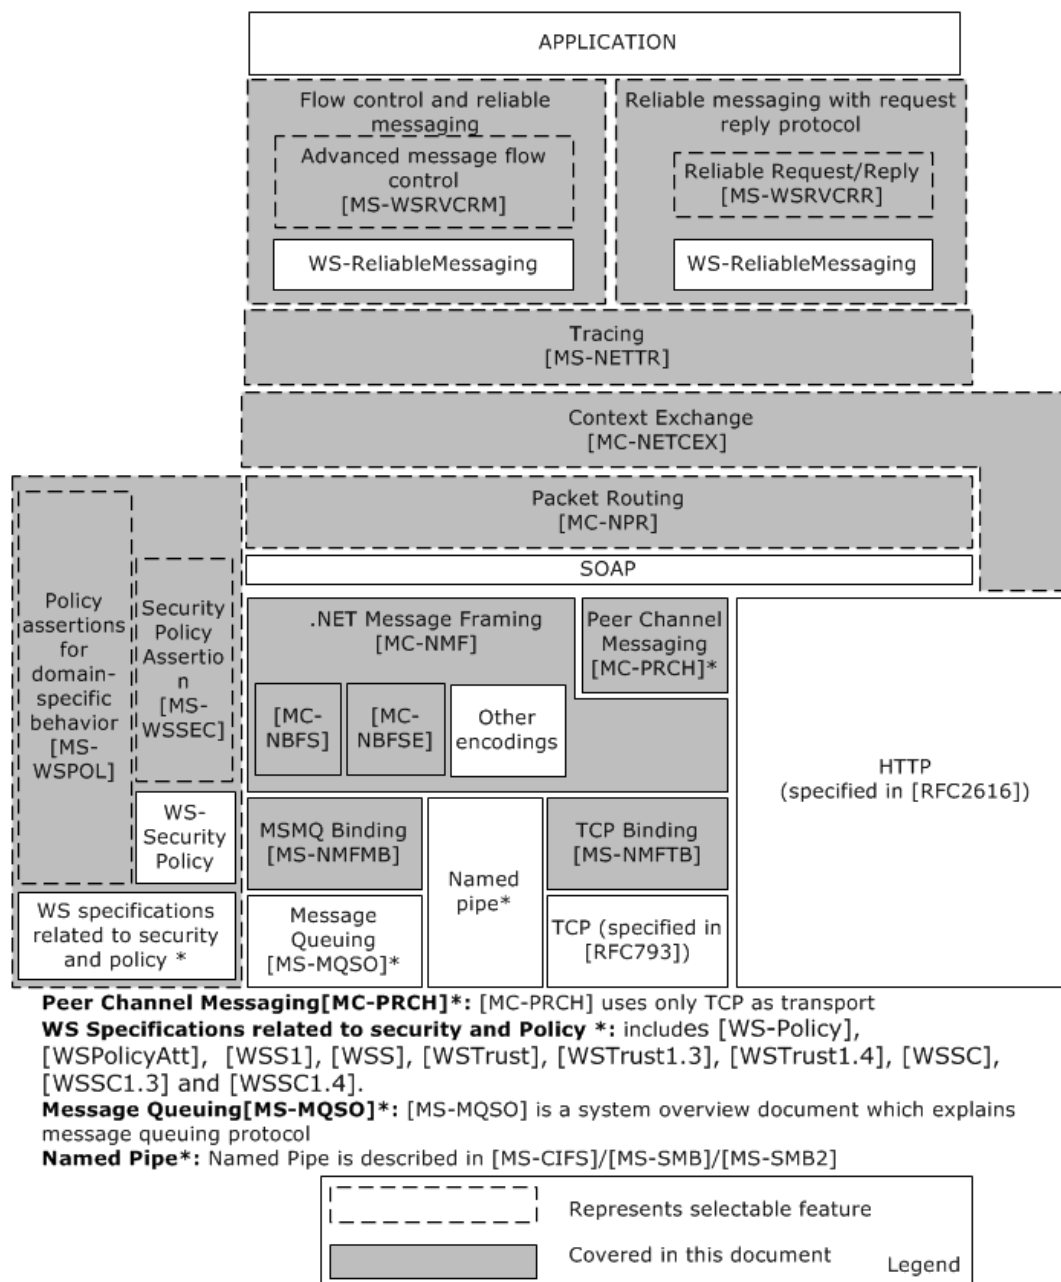 APPLICATION
Flow control and reliable
messaging
Advanced message flow
control
[MS-WSRVCRM]
WS-ReliableMessaging
Reliable messaging with request
reply protocol
Reliable Request/Reply
[MS-WSRVCRR]
WS-ReliableMessaging
Tracing
[MS-NETTR]
Context Exchange
[MC-NETCEX]
Packet Routing
[MC-NPR]
SOAP
Policy
assertions
for
domain-
specific
behavior
[MS-
WSPOL]
Security
Policy
Assertio
n
[MS-
WSSEC]
WS-
Security
Policy
WS specifications
related to security
and policy *
.NET Message Framing
[MC-NMF]
[MC-
NBFS]
[MC-
NBFSE]
Other
encodings
Peer Channel
Messaging
[MC-PRCH]*
HTTP
(specified in [RFC2616])
MSMQ Binding
[MS-NMFMB]
Named
pipe*
TCP Binding
[MS-NMFTB]
Message
Queuing
[MS-MQSO]*
TCP (specified in
[RFC793])
Peer Channel Messaging[MC-PRCH]*: [MC-PRCH] uses only TCP as transport
WS Specifications related to security and Policy *: includes [WS-Policy],
[WSPolicyAtt], [WSS1], [WSS], [WSTrust], [WSTrust1.3], [WSTrust1.4], [WSSC],
[WSSC1.3] and [WSSC1.4].
Message Queuing[MS-MQSO]*: [MS-MQSO] is a system overview document which explains
message queuing protocol
Named Pipe*: Named Pipe is described in [MS-CIFS]/[MS-SMB]/[MS-SMB2]
Represents selectable feature
Covered in this document
Legend